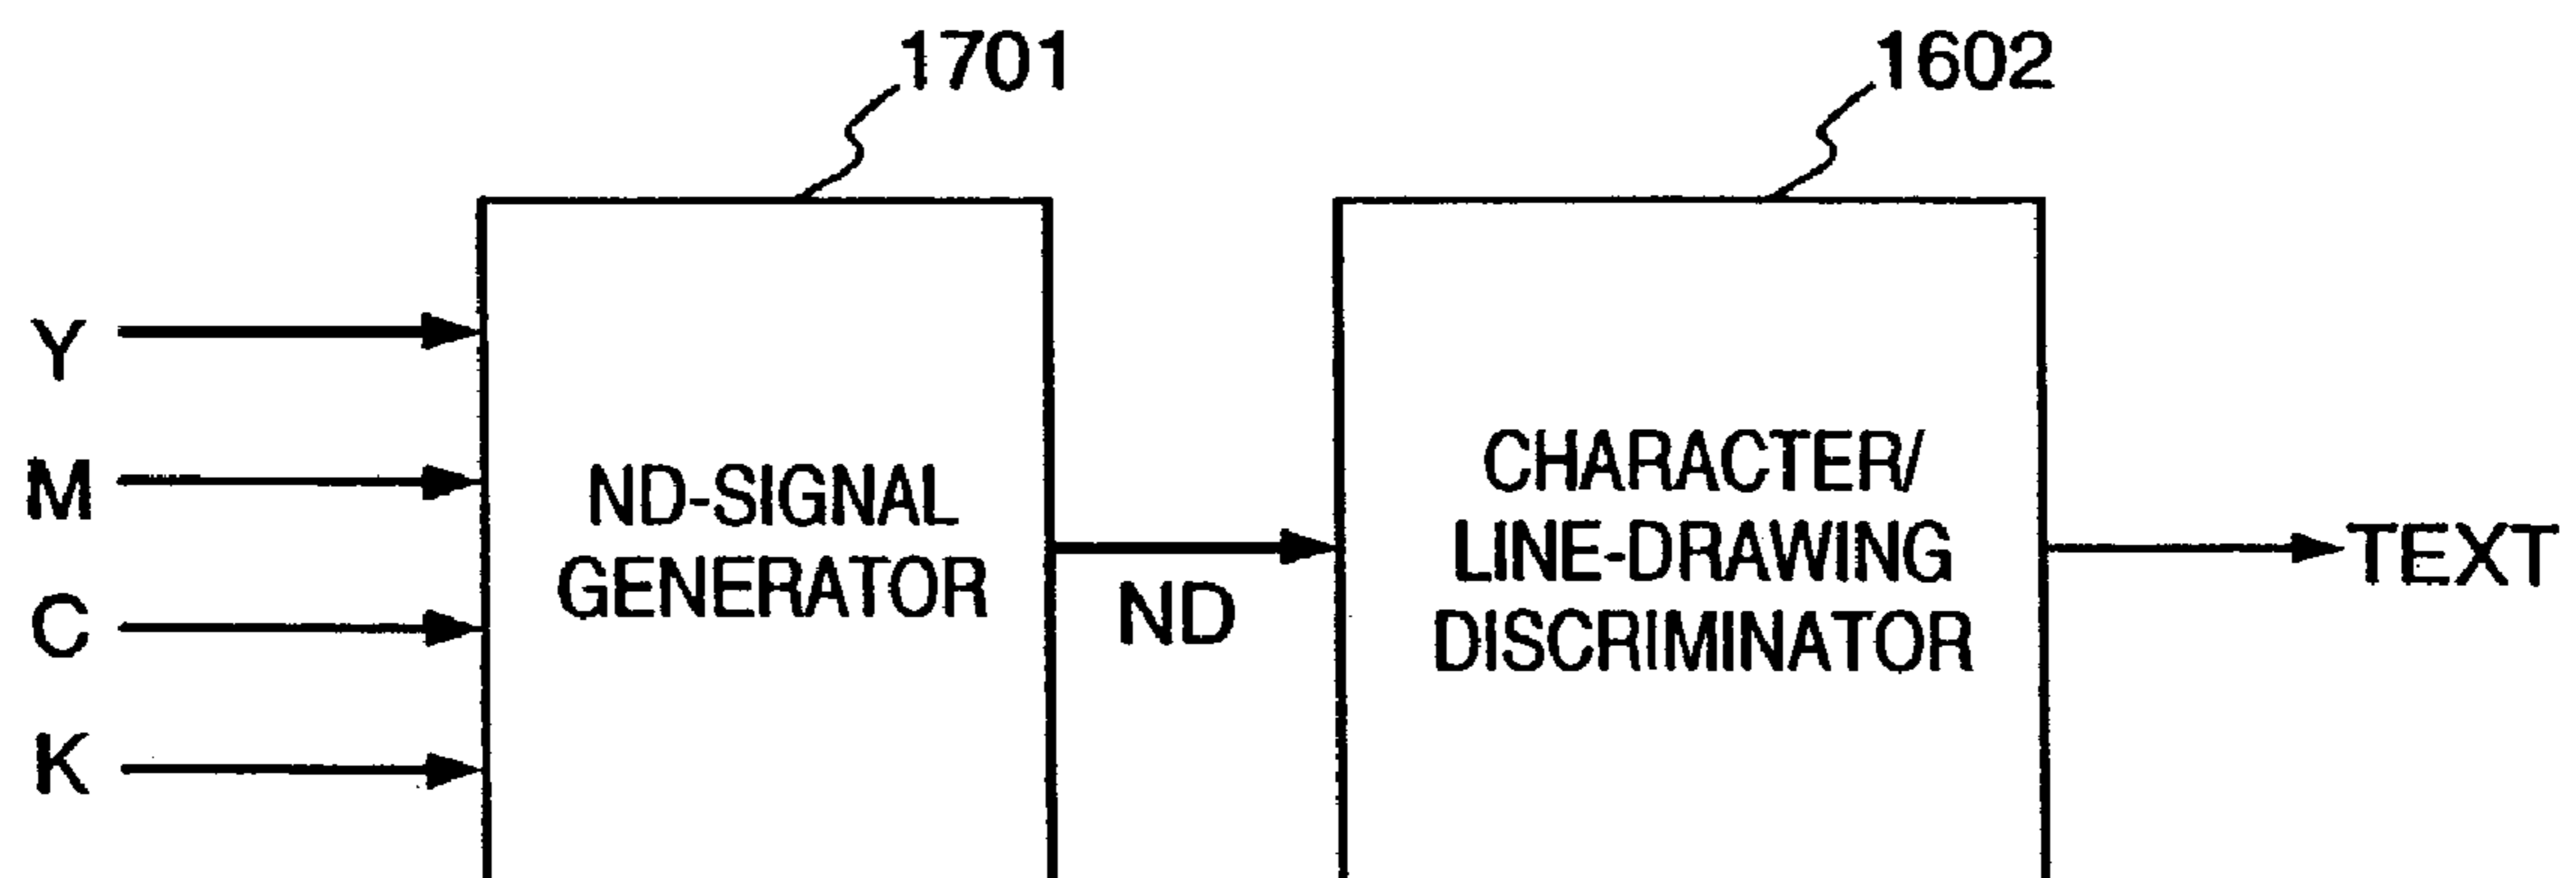 1701
1602
Y
M
C
K
ND-SIGNAL
GENERATOR
ND
CHARACTER/
LINE-DRAWING
DISCRIMINATOR
TEXT